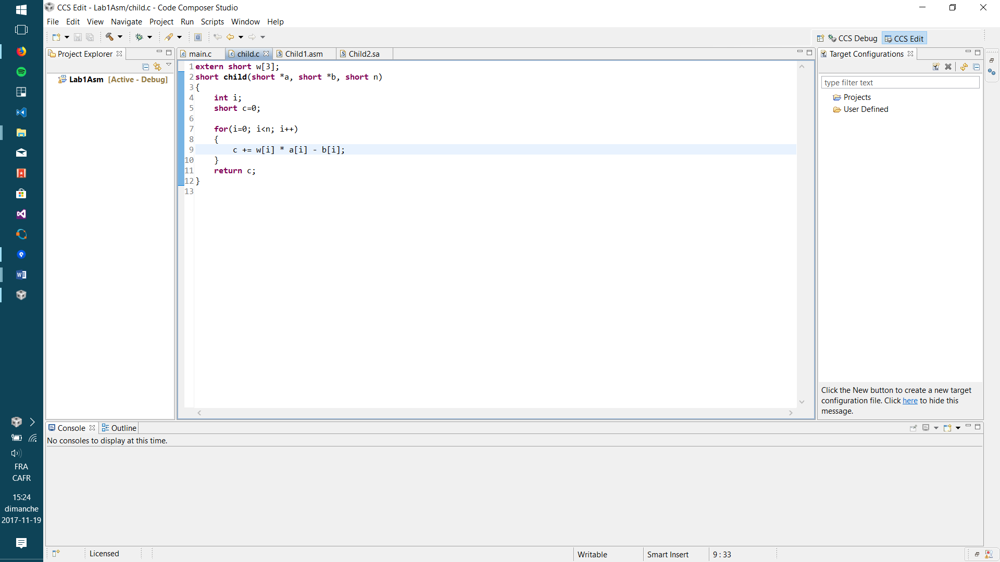 CCS Edit - Lab1Asm/child.c - Code Composer Studio
File Edit View Navigate Project Run Scripts Window Help
CCS Debug CCS Edit
Project Explorer
Lab1Asm [Active - Debug]
main.c child.c Child1.asm Child2.sa
1 extern short w[3];
2 short child(short *a, short *b, short n)
3 {
4     int i;
5     short c=0;
6
7     for(i=0; i<n; i++)
8     {
9         c += w[i] * a[i] - b[i];
10     }
11     return c;
12 }
13
Target Configurations
type filter text
Projects
User Defined
Click the New button to create a new target
configuration file. Click here to hide this
message.
Console Outline
No consoles to display at this time.
Licensed
Writable Smart Insert 9 : 33
FRA
CAFR
15:24
dimanche
2017-11-19